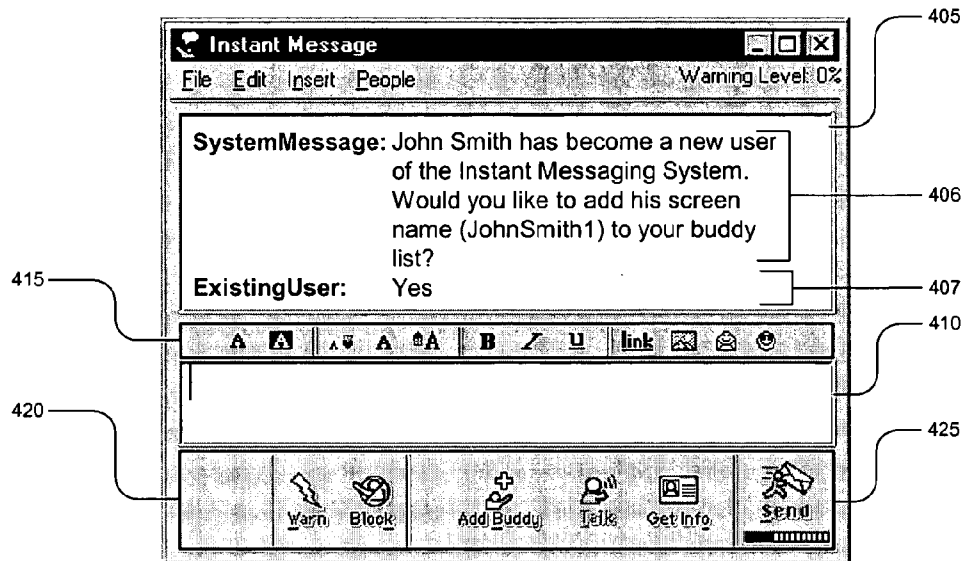 405
Instant Message
File Edit Insert People Warning Level: 0%
SystemMessage: John Smith has become a new user
of the Instant Messaging System.
Would you like to add his screen
name (JohnSmith1) to your buddy
list?
406
ExistingUser: Yes
407
415
A A A A A B I U link
410
420
Warn Block Add Buddy Talk Get Info Send
425